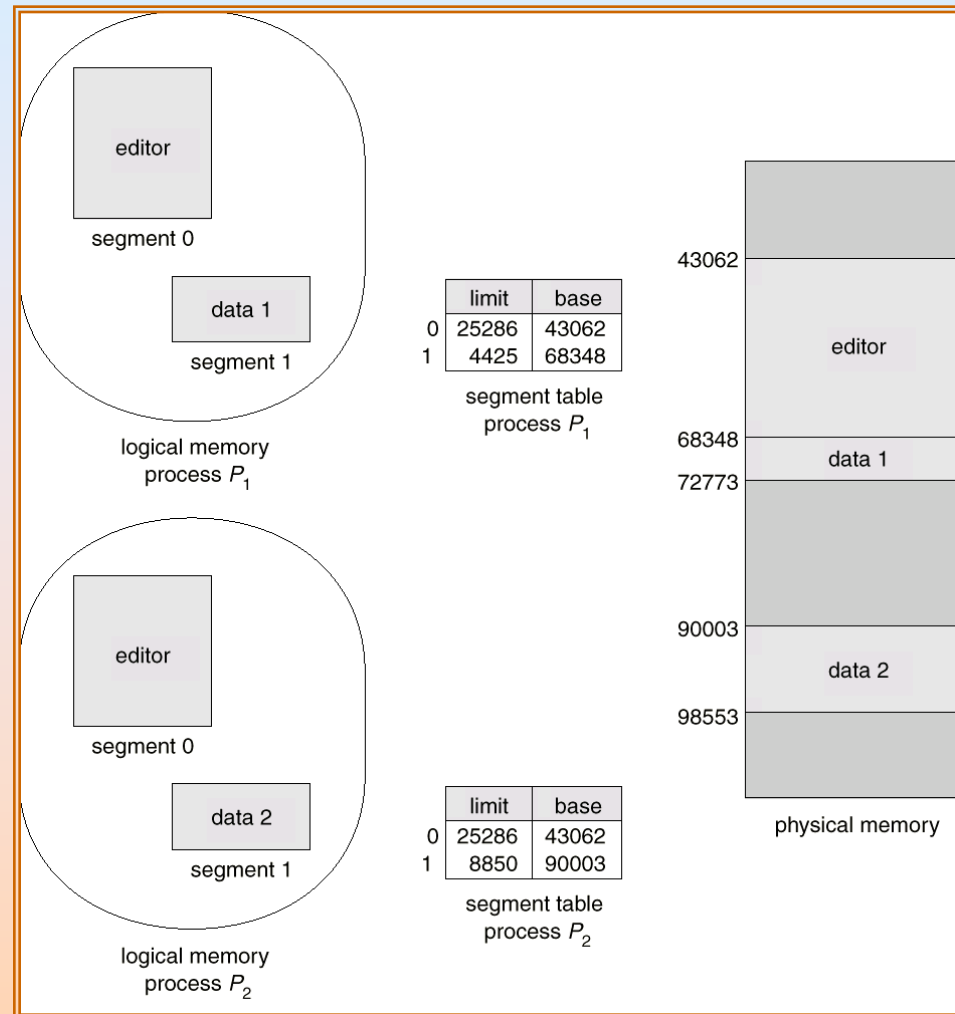 editor
segment 0
data 1
segment 1
logical memory
process P1
limit base
0 25286 43062
1 4425 68348
segment table
process P1
editor
segment 0
data 2
segment 1
logical memory
process P2
limit base
0 25286 43062
1 8850 90003
segment table
process P2
43062
editor
68348
data 1
72773
90003
data 2
98553
physical memory